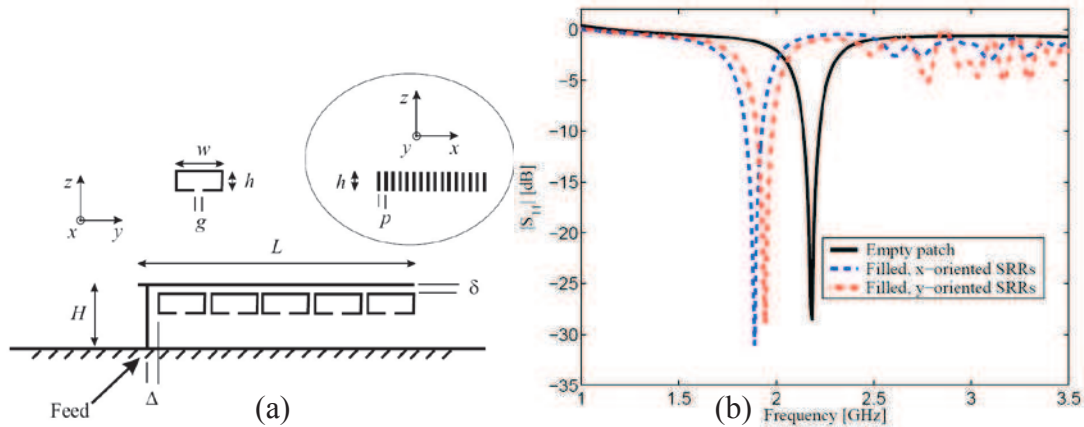 z
x
y
w
h
g
z
y
x
h
p
L
H
δ
Feed
Δ
(a)
0
−5
−10
−15
−20
−25
−30
−35
|S₁₁| [dB]
1
1.5
2
2.5
3
3.5
Empty patch
Filled, x−oriented SRRs
Filled, y−oriented SRRs
(b)
Frequency [GHz]